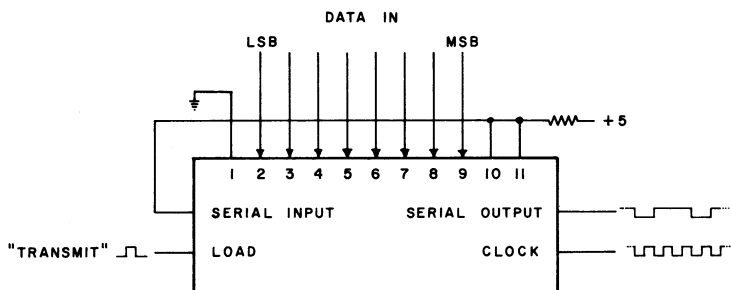 DATA IN
LSB MSB
+5
1 2 3 4 5 6 7 8 9 10 11
SERIAL INPUT SERIAL OUTPUT
"TRANSMIT" LOAD CLOCK